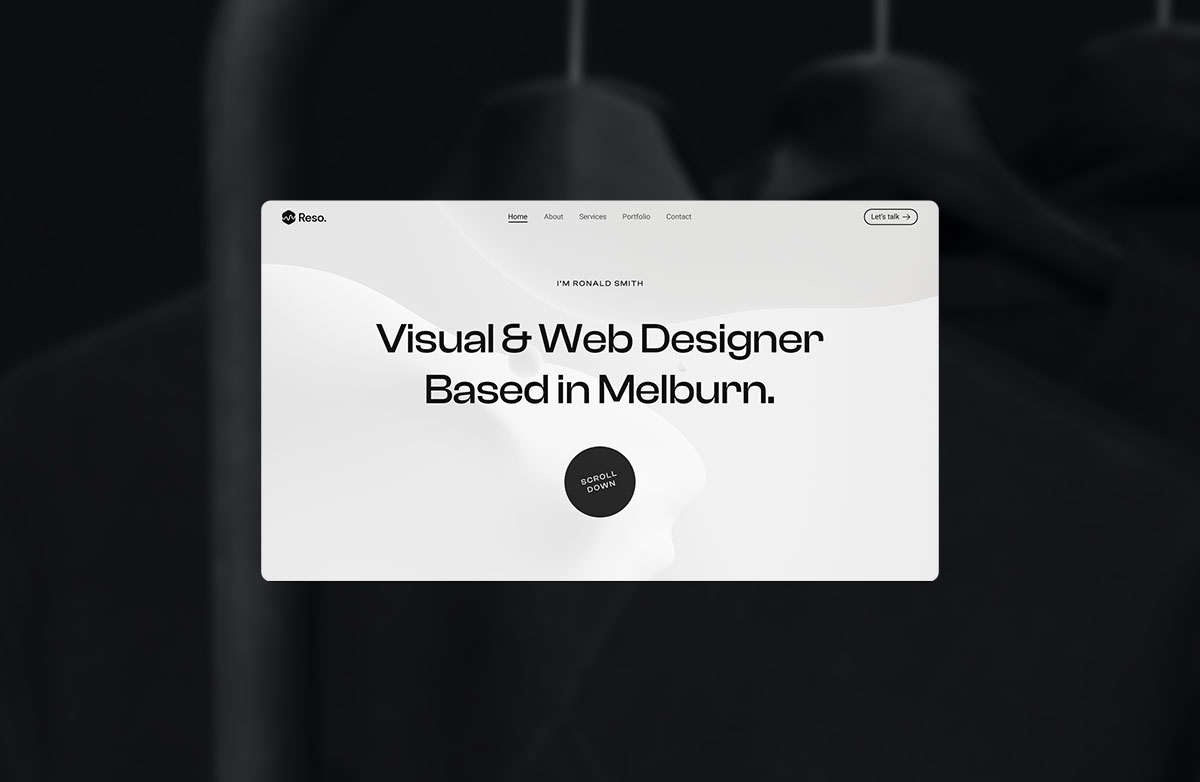 Reso.
Home About Services Portfolio Contact
Let's talk →
I'M RONALD SMITH
Visual & Web Designer
Based in Melburn.
SCROLL
DOWN